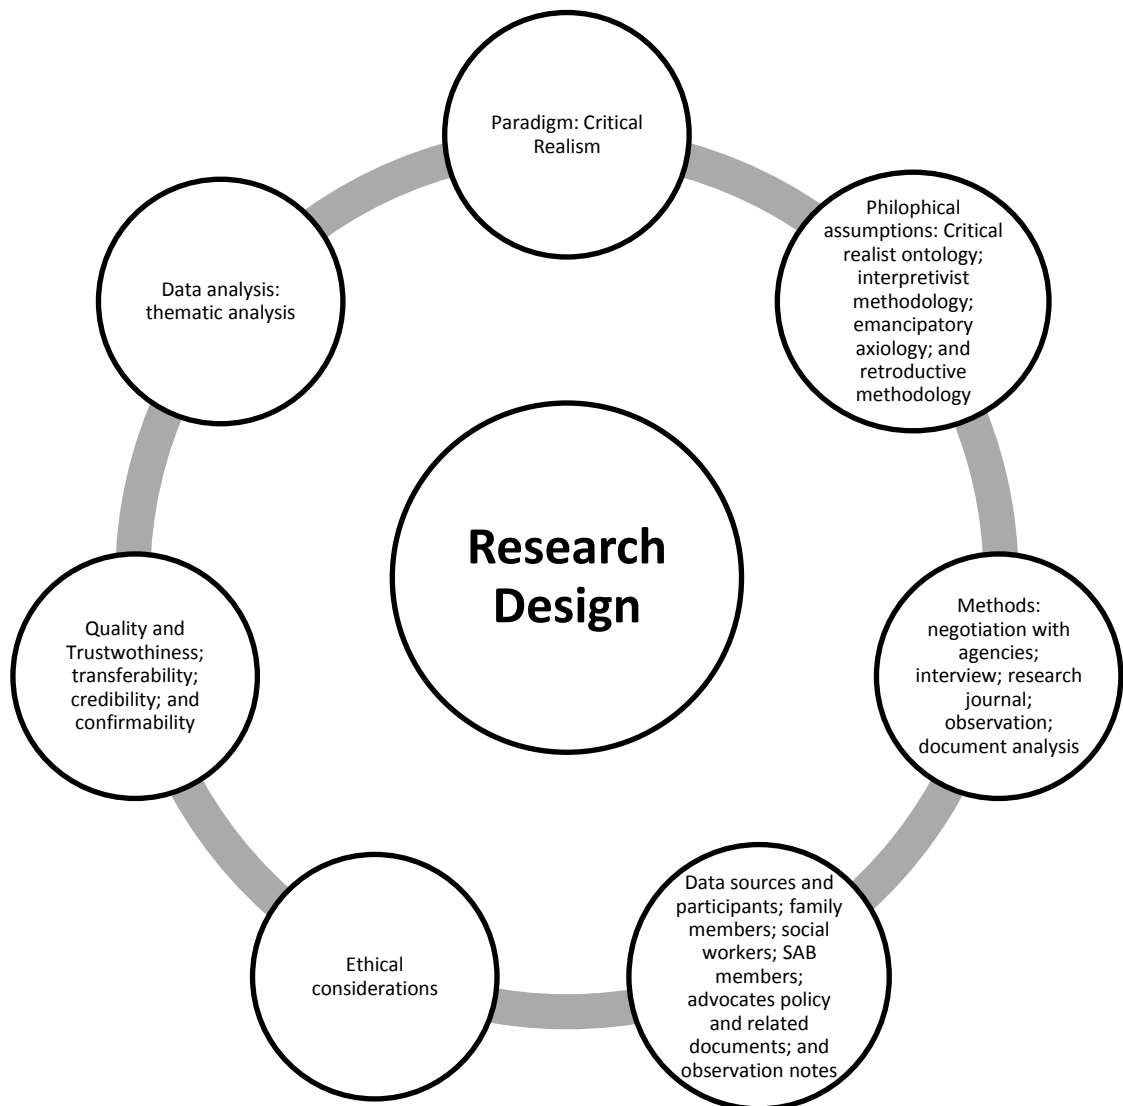 Paradigm: Critical
Realism
Philophical
assumptions: Critical
realist ontology;
interpretivist
methodology;
emancipatory
axiology; and
retroductive
methodology
Methods:
negotiation with
agencies;
interview; research
journal;
observation;
document analysis
Data sources and
participants; family
members; social
workers; SAB
members;
advocates policy
and related
documents; and
observation notes
Ethical
considerations
Quality and
Trustwothiness;
transferability;
credibility; and
confirmability
Data analysis:
thematic analysis
Research
Design